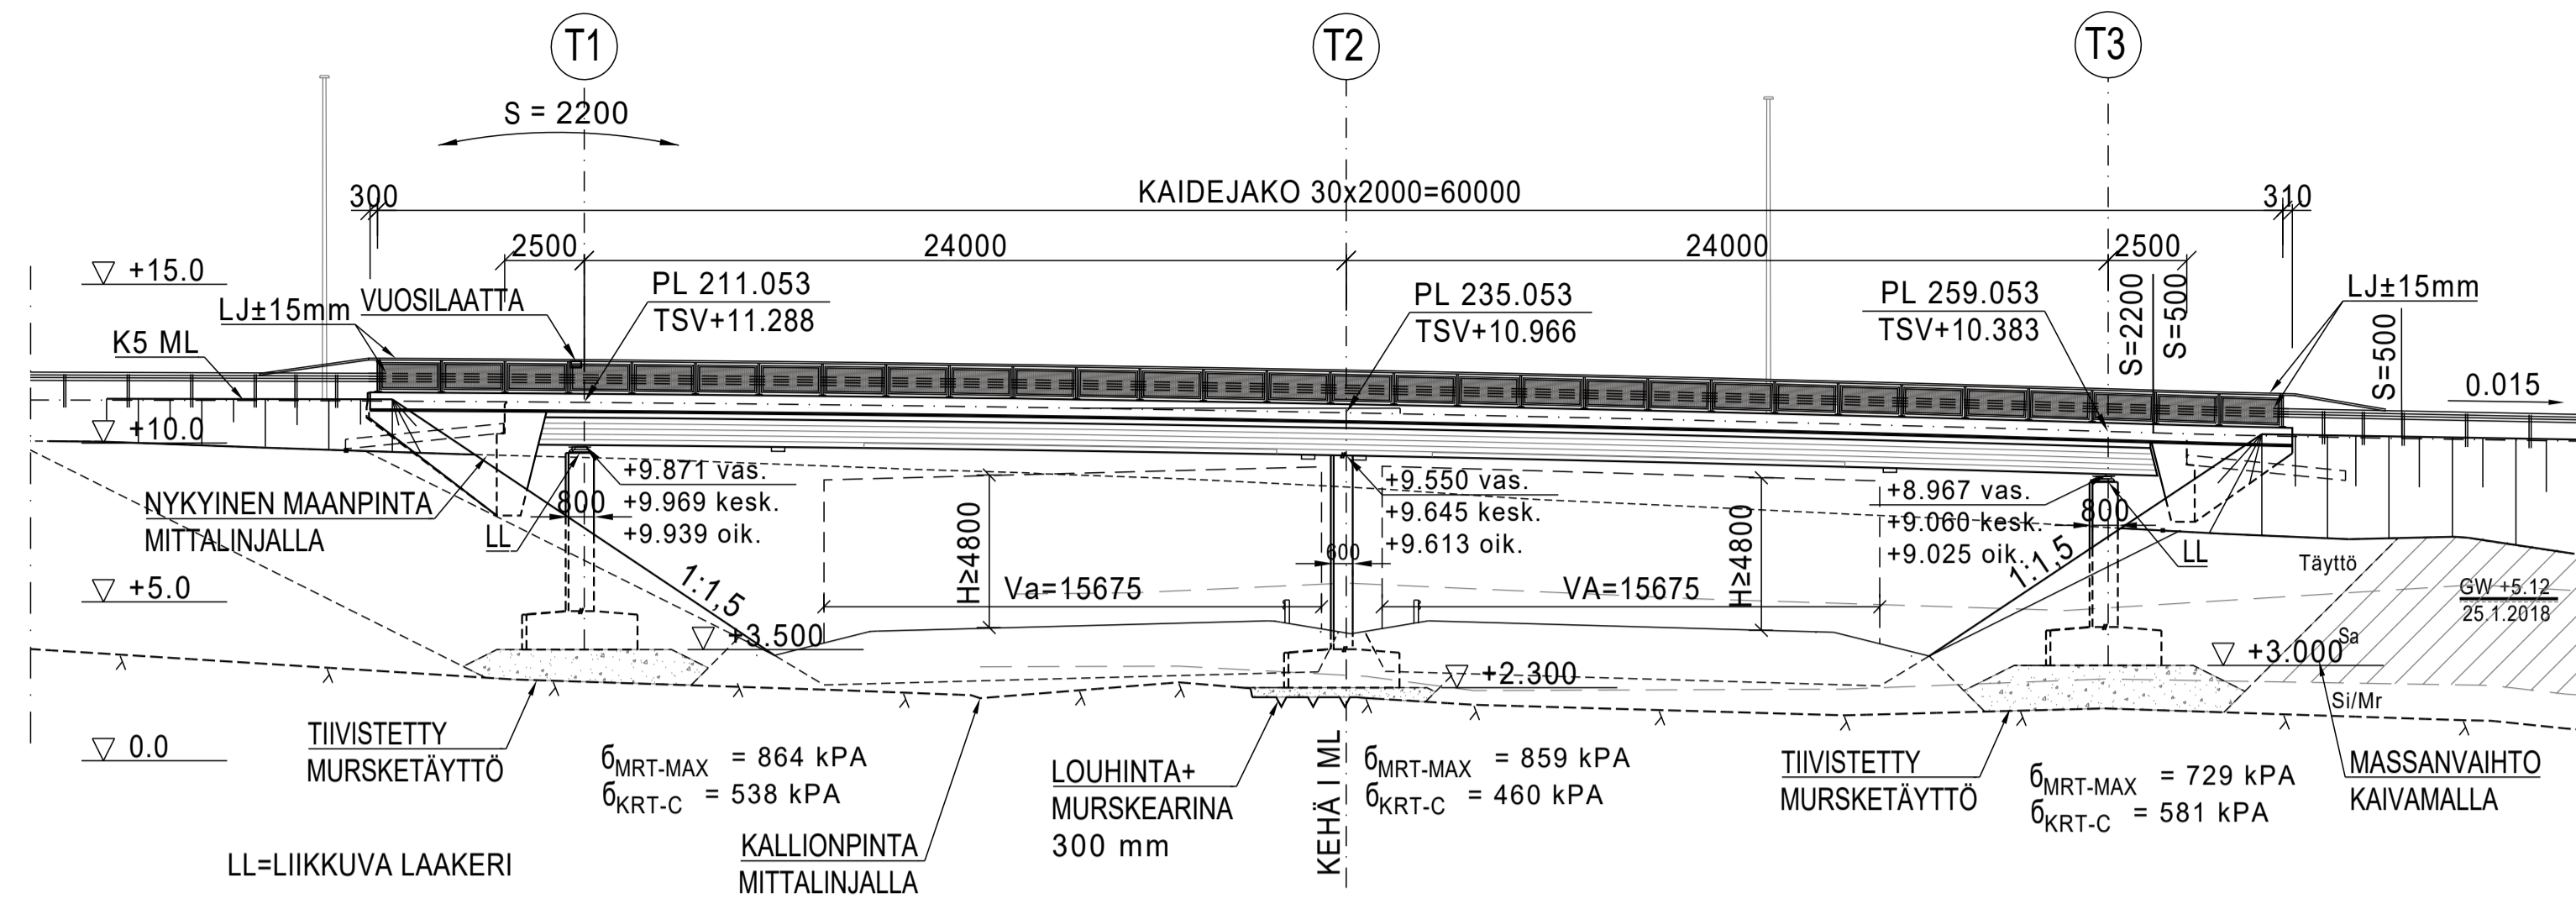 T1
T2
T3
S = 2200
300
KAIDEJAKO 30x2000=60000
310
2500
24000
24000
2500
+15.0
LJ±15mm
VUOSILAATTA
PL 211.053
TSV+11.288
PL 235.053
TSV+10.966
PL 259.053
TSV+10.383
S=2200
S=500
LJ±15mm
S=500
K5 ML
0.015
+10.0
NYKYINEN MAANPINTA
MITTALINJALLA
800
LL
+9.871 vas.
+9.969 kesk.
+9.939 oik.
+9.550 vas.
+9.645 kesk.
+9.613 oik.
600
+8.967 vas.
+9.060 kesk.
+9.025 oik.
800
LL
H≥4800
H≥4800
1:1,5
1:1,5
Va=15675
VA=15675
+5.0
Täyttö
GW +5.12
25.1.2018
Sa
+3.500
+2.300
+3.000
Si/Mr
0.0
TIIVISTETTY
MURSKETÄYTTÖ
бMRT-MAX = 864 kPA
бKRT-C = 538 kPA
KALLIONPINTA
MITTALINJALLA
LOUHINTA+
MURSKEARINA
300 mm
KEHÄ I ML
бMRT-MAX = 859 kPA
бKRT-C = 460 kPA
TIIVISTETTY
MURSKETÄYTTÖ
бMRT-MAX = 729 kPA
бKRT-C = 581 kPA
MASSANVAIHTO
KAIVAMALLA
LL=LIIKKUVA LAAKERI